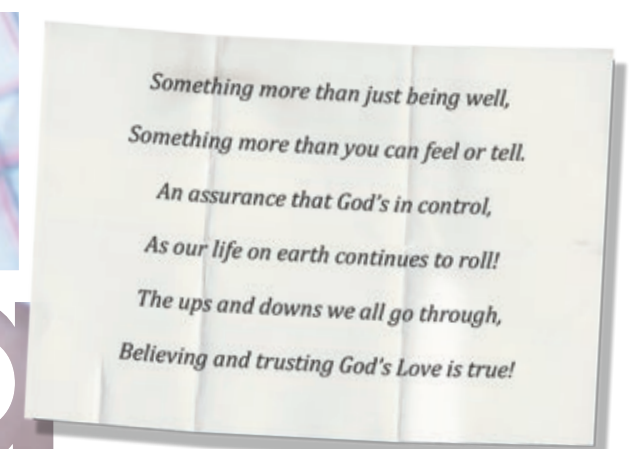 Something more than just being well,
Something more than you can feel or tell.
An assurance that God's in control,
As our life on earth continues to roll!
The ups and downs we all go through,
Believing and trusting God's Love is true!